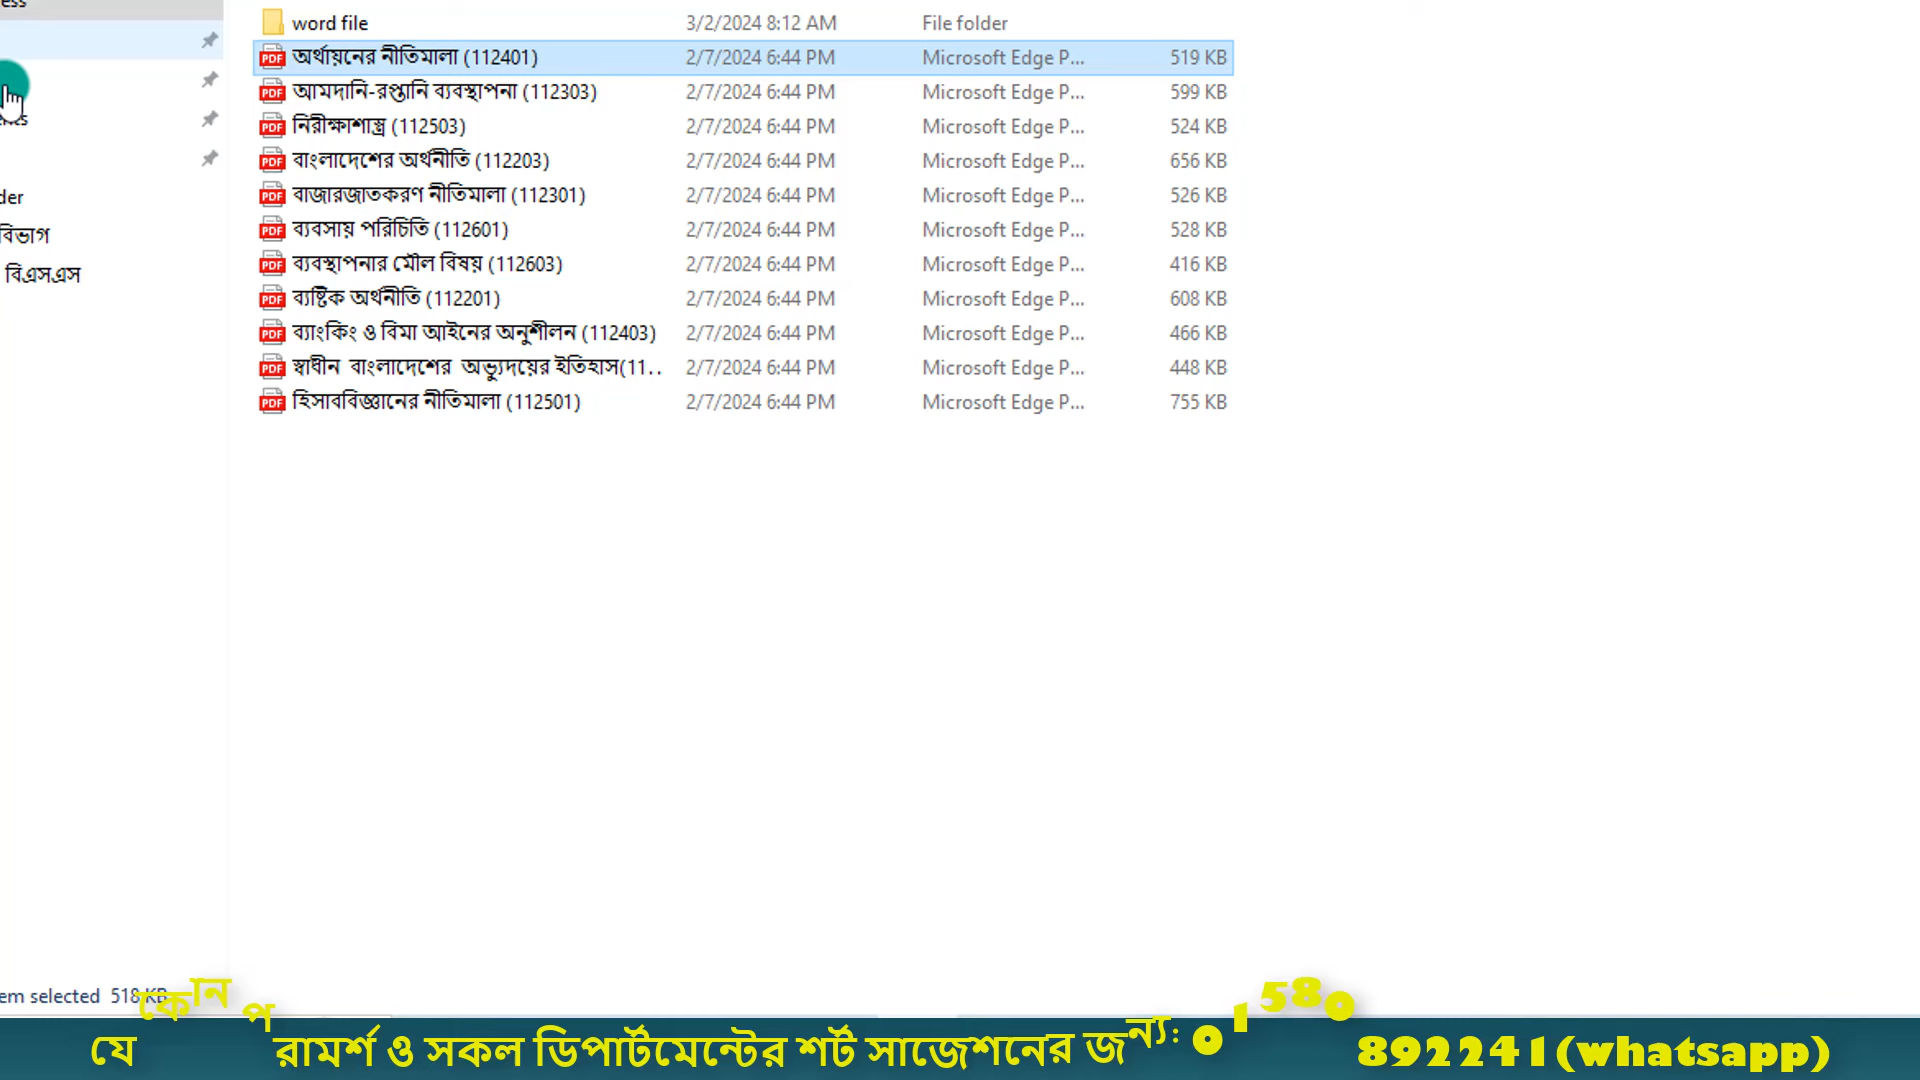 ess
word file 3/2/2024 8:12 AM File folder
অর্থায়নের নীতিমালা (112401) 2/7/2024 6:44 PM Microsoft Edge P... 519 KB
আমদানি-রপ্তানি ব্যবস্থাপনা (112303) 2/7/2024 6:44 PM Microsoft Edge P... 599 KB
নিরীক্ষাশাস্ত্র (112503) 2/7/2024 6:44 PM Microsoft Edge P... 524 KB
বাংলাদেশের অর্থনীতি (112203) 2/7/2024 6:44 PM Microsoft Edge P... 656 KB
বাজারজাতকরণ নীতিমালা (112301) 2/7/2024 6:44 PM Microsoft Edge P... 526 KB
ব্যবসায় পরিচিতি (112601) 2/7/2024 6:44 PM Microsoft Edge P... 528 KB
ব্যবস্থাপনার মৌল বিষয় (112603) 2/7/2024 6:44 PM Microsoft Edge P... 416 KB
ব্যষ্টিক অর্থনীতি (112201) 2/7/2024 6:44 PM Microsoft Edge P... 608 KB
ব্যাংকিং ও বিমা আইনের অনুশীলন (112403) 2/7/2024 6:44 PM Microsoft Edge P... 466 KB
স্বাধীন বাংলাদেশের অভ্যুদয়ের ইতিহাস(11.. 2/7/2024 6:44 PM Microsoft Edge P... 448 KB
হিসাববিজ্ঞানের নীতিমালা (112501) 2/7/2024 6:44 PM Microsoft Edge P... 755 KB
der
বিভাগ
বিএসএস
em selected 518 KB
যে কোন পরামর্শ ও সকল ডিপার্টমেন্টের শর্ট সাজেশনের জন্য: 01580892241(whatsapp)